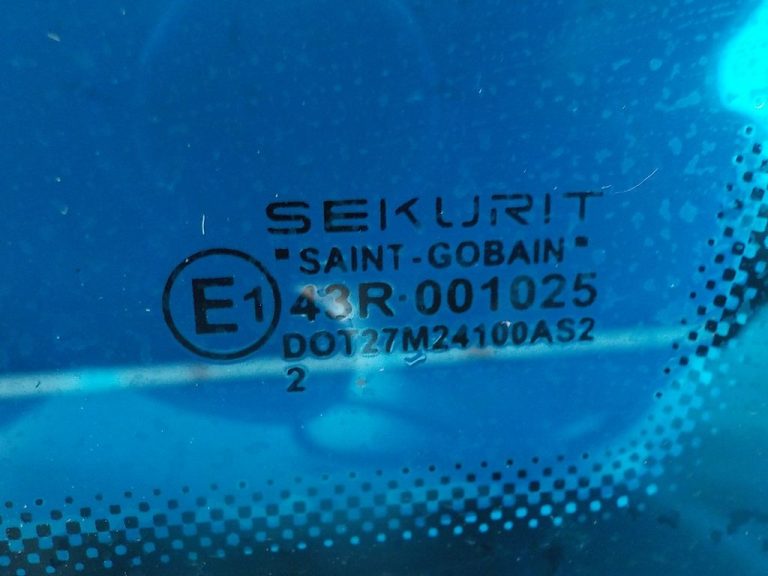 SEKURIT
"SAINT-GOBAIN"
E1 43R-001025
DOT27M24100AS2
2